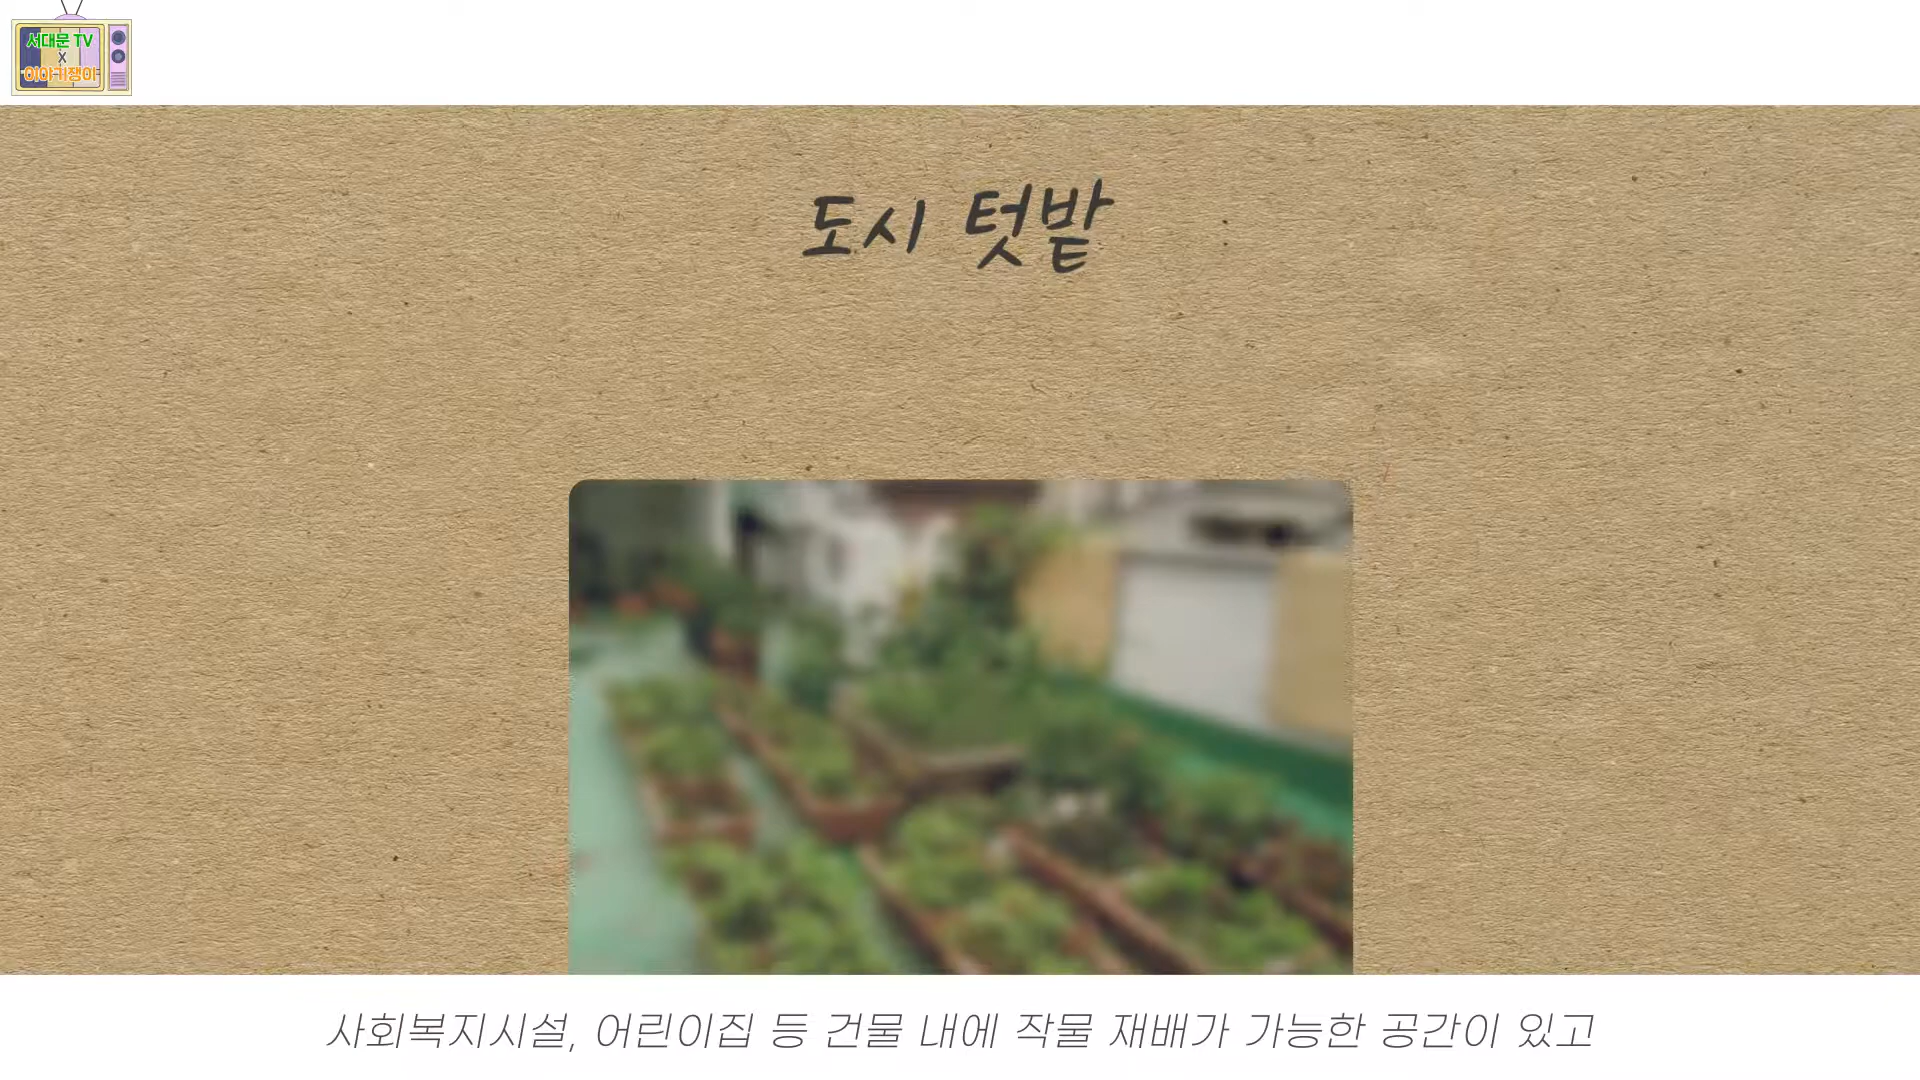 서대문 TV
X
이야기쟁이
도시 텃밭
사회복지시설, 어린이집 등 건물 내에 작물 재배가 가능한 공간이 있고